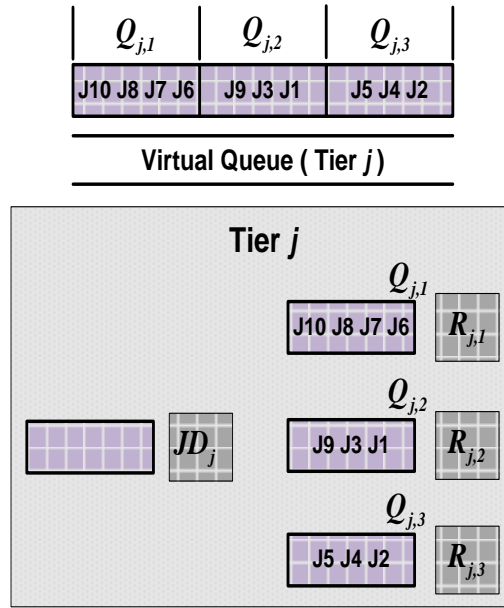 Q_{j,1} Q_{j,2} Q_{j,3}
J10 J8 J7 J6 J9 J3 J1 J5 J4 J2
Virtual Queue ( Tier j )
Tier j
Q_{j,1}
J10 J8 J7 J6 R_{j,1}
Q_{j,2}
JD_j J9 J3 J1 R_{j,2}
Q_{j,3}
J5 J4 J2 R_{j,3}